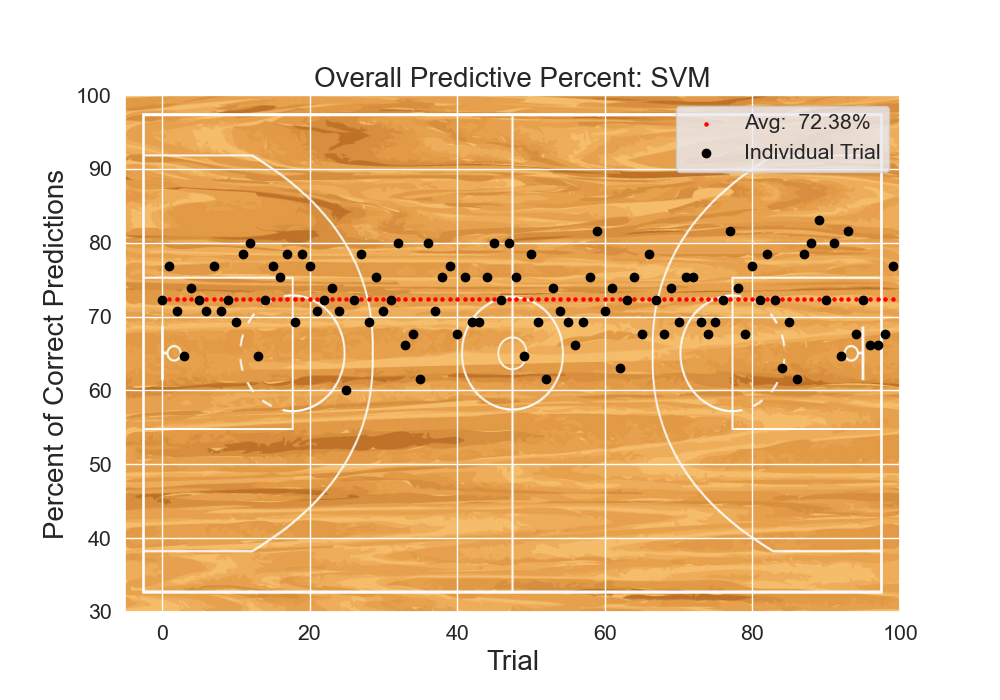 Overall Predictive Percent: SVM
Percent of Correct Predictions
100
90
80
70
60
50
40
30
Avg:  72.38%
Individual Trial
0 20 40 60 80 100
Trial